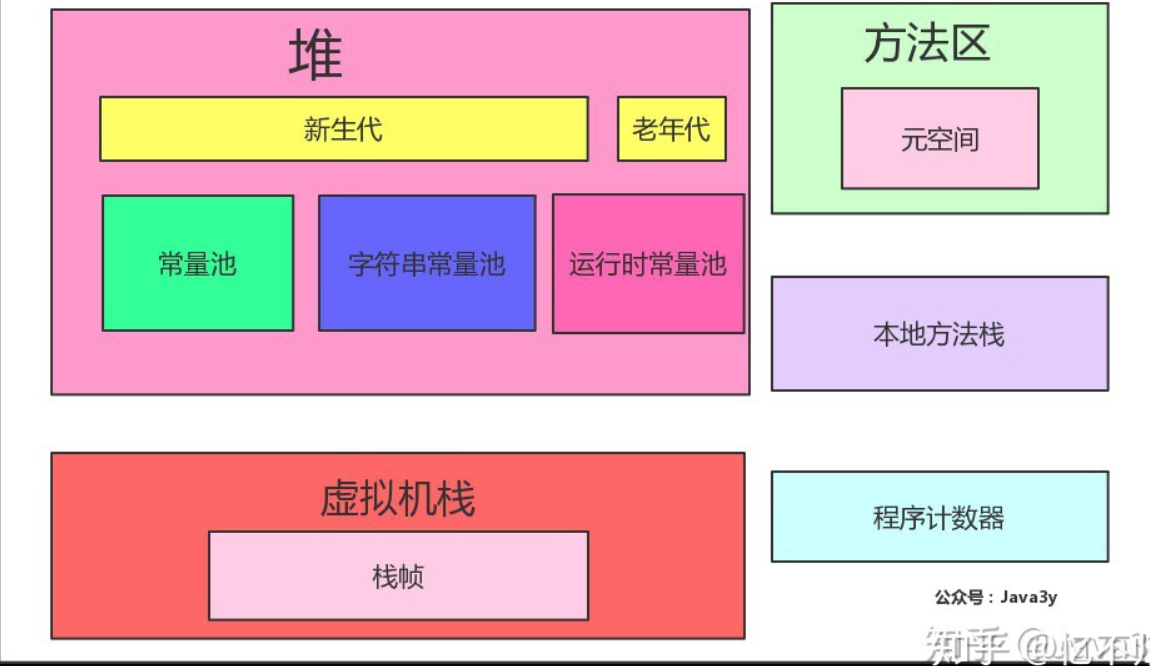 堆
新生代
老年代
常量池
字符串常量池
运行时常量池
方法区
元空间
本地方法栈
虚拟机栈
栈帧
程序计数器
公众号：Java3y
知乎